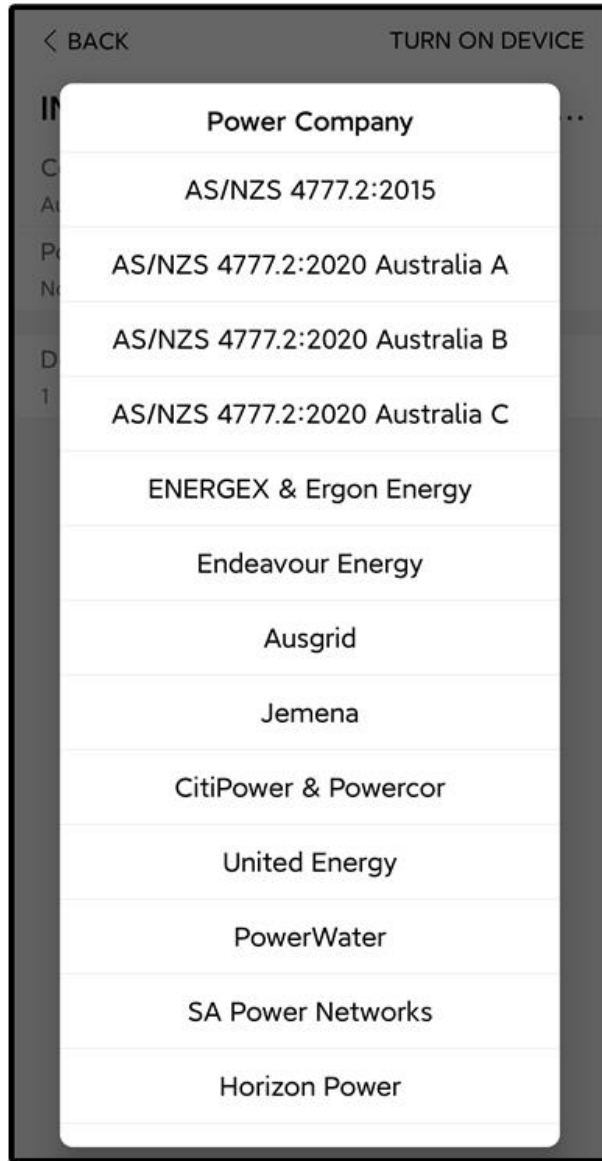 BACK
TURN ON DEVICE
IN
...
Power Company
AS/NZS 4777.2:2015
AS/NZS 4777.2:2020 Australia A
AS/NZS 4777.2:2020 Australia B
AS/NZS 4777.2:2020 Australia C
ENERGEX & Ergon Energy
Endeavour Energy
Ausgrid
Jemena
CitiPower & Powercor
United Energy
PowerWater
SA Power Networks
Horizon Power
1